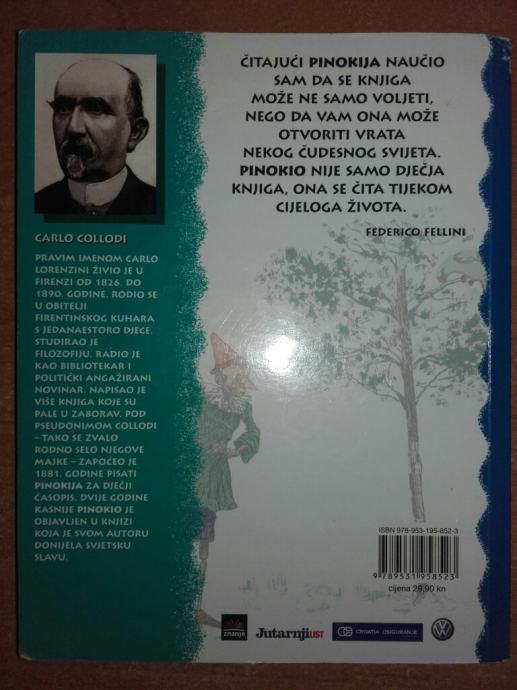 ČITAJUĆI PINOKIJA NAUČIO
SAM DA SE KNJIGA
MOŽE NE SAMO VOLJETI,
NEGO DA VAM ONA MOŽE
OTVORITI VRATA
NEKOG ČUDESNOG SVIJETA.
PINOKIO NIJE SAMO DJEČJA
KNJIGA, ONA SE ČITA TIJEKOM
CIJELOGA ŽIVOTA.
FEDERICO FELLINI
CARLO COLLODI
PRAVIM IMENOM CARLO
LORENZINI ŽIVIO JE U
FIRENZI OD 1826. DO
1890. GODINE. RODIO SE
U OBITELJI
FIRENTINSKOG KUHARA
S JEDANAESTORO DJECE.
STUDIRAO JE
FILOZOFIJU, RADIO JE
KAO BIBLIOTEKAR I
POLITIČKI ANGAŽIRANI
NOVINAR. NAPISAO JE
VIŠE KNJIGA KOJE SU
PALE U ZABORAV. POD
PSEUDONIMOM COLLODI
– TAKO SE ZVALO
RODNO SELO NJEGOVE
MAJKE – ZAPOČEO JE
1881. GODINE PISATI
PINOKIJA ZA DJEČJI
ČASOPIS. DVIJE GODINE
KASNIJE PINOKIO JE
OBJAVLJEN U KNJIZI
KOJA JE SVOM AUTORU
DONIJELA SVJETSKU
SLAVU.
ISBN 978-953-195-852-3
9 789531 958523
cijena 29,90 kn
znanje
Jutarnji LIST
CROATIA OSIGURANJE
VW